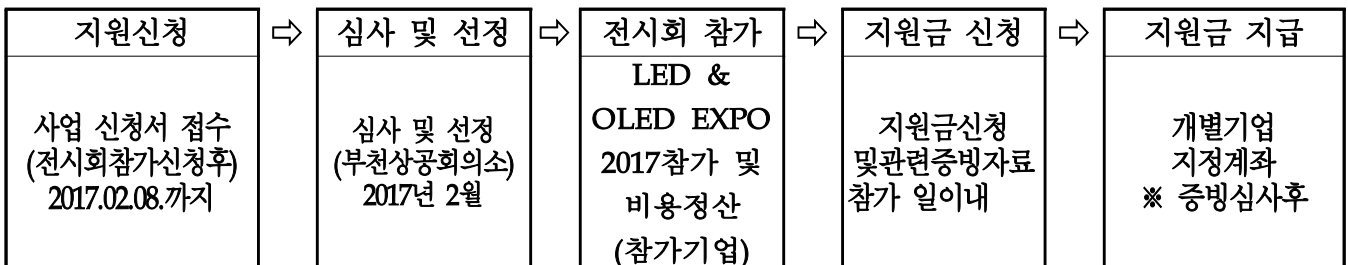 지원신청 ⇨ 심사 및 선정 ⇨ 전시회 참가 ⇨ 지원금 신청 ⇨ 지원금 지급
사업 신청서 접수
(전시회참가신청후)
2017.02.08.까지
심사 및 선정
(부천상공회의소)
2017년 2월
LED &
OLED EXPO
2017참가 및
비용정산
(참가기업)
지원금신청
및관련증빙자료
참가 일이내
개별기업
지정계좌
※ 증빙심사후